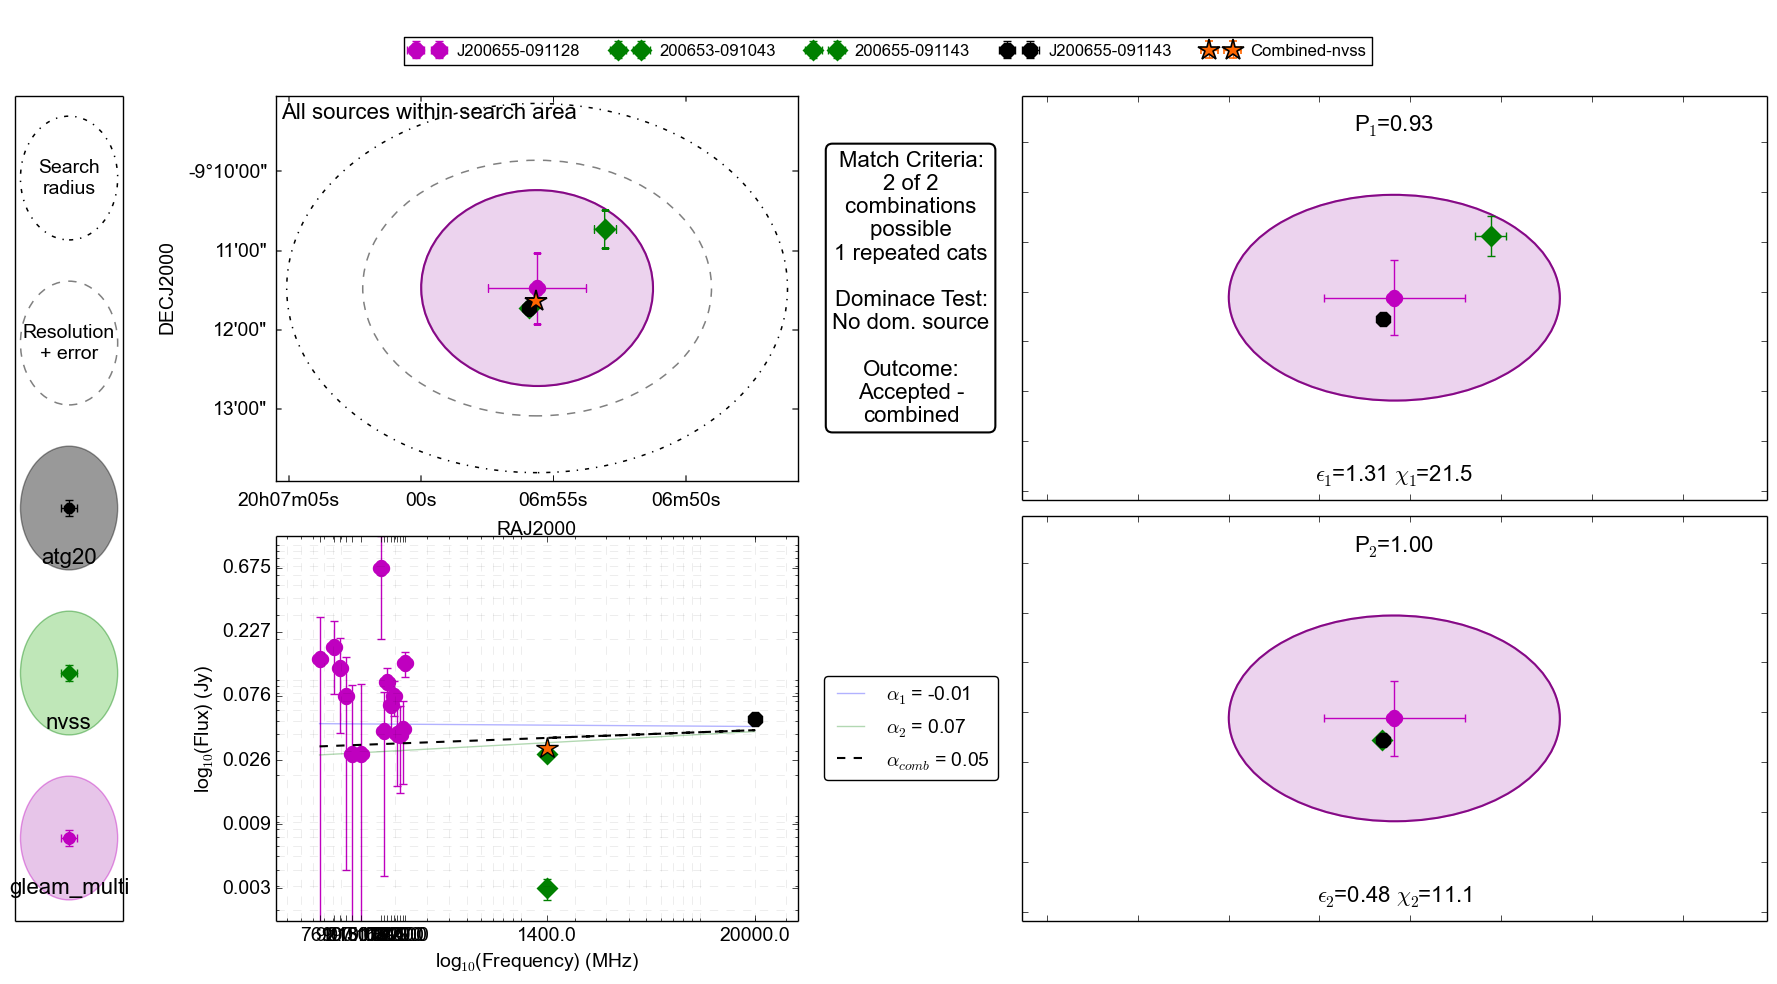 J200655-091128 200653-091043 200655-091143 J200655-091143 Combined-nvss
Search
radius
Resolution
+ error
atg20
nvss
gleam_multi
All sources within search area
DECJ2000
-9°10'00"
11'00"
12'00"
13'00"
20h07m05s 00s 06m55s 06m50s
RAJ2000
Match Criteria:
2 of 2
combinations
possible
1 repeated cats
Dominace Test:
No dom. source
Outcome:
Accepted -
combined
P1=0.93
ϵ1=1.31 χ1=21.5
log10(Flux) (Jy)
0.675
0.227
0.076
0.026
0.009
0.003
1400.0 20000.0
log10(Frequency) (MHz)
α1 = -0.01
α2 = 0.07
αcomb = 0.05
P2=1.00
ϵ2=0.48 χ2=11.1